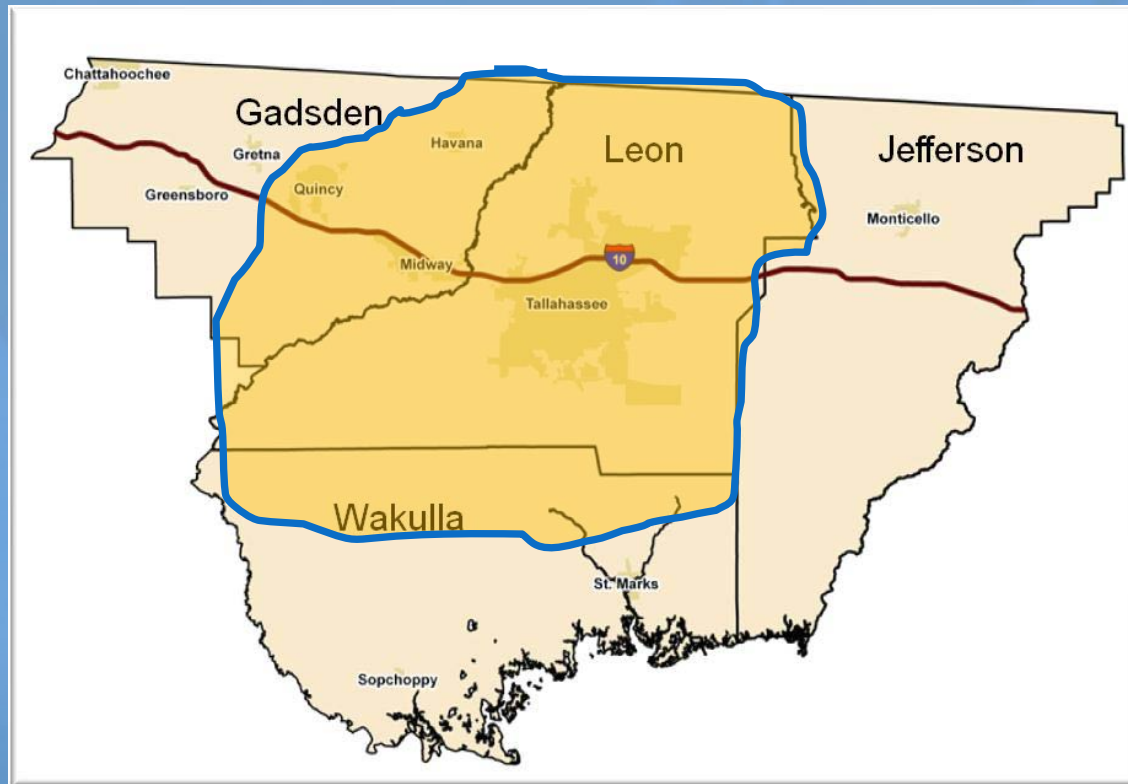 Chattahoochee
Gadsden
Havana
Leon
Jefferson
Gretna
Quincy
Greensboro
Monticello
Midway
10
Tallahassee
Wakulla
St. Marks
Sopchoppy